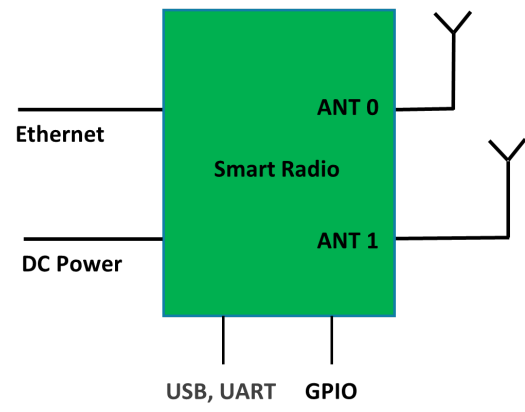 ANT 0
Ethernet
Smart Radio
ANT 1
DC Power
USB, UART
GPIO